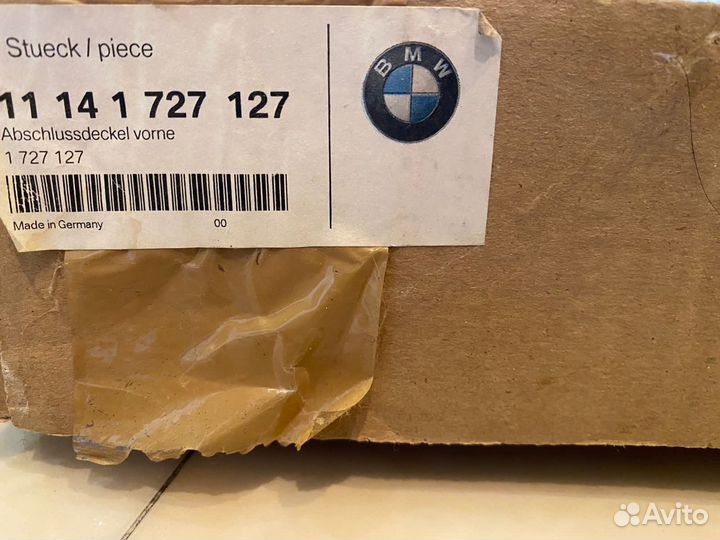 Stueck / piece
BMW
11 14 1 727 127
Abschlussdeckel vorne
1 727 127
Made in Germany 00
Avito